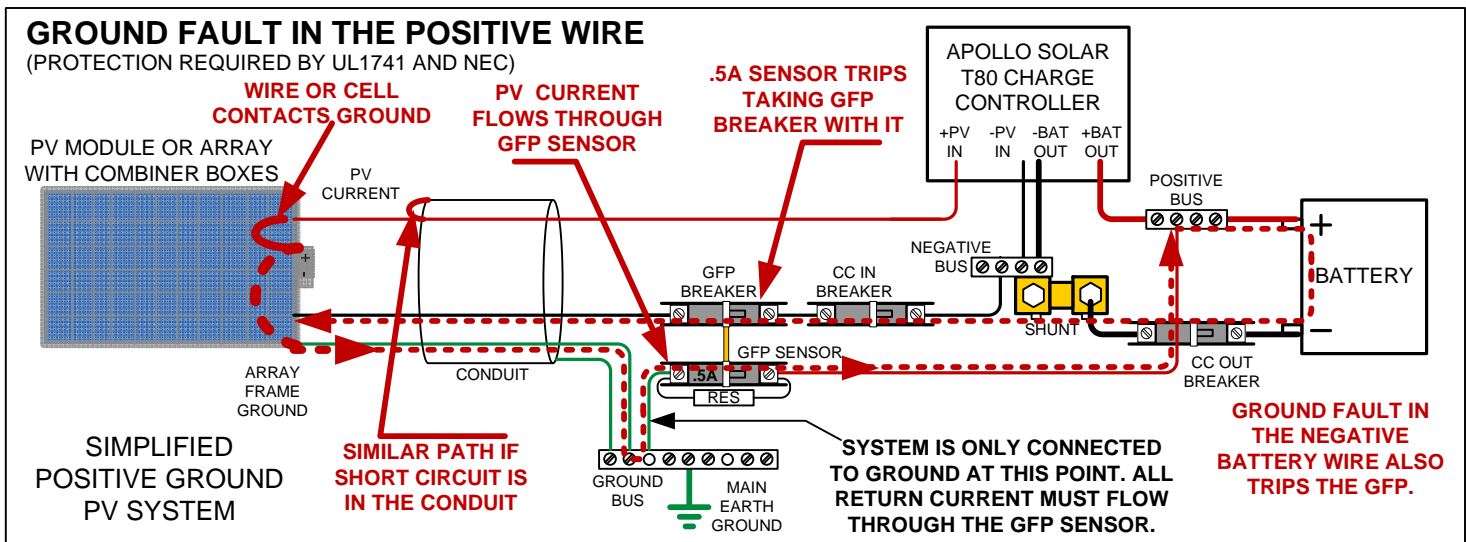 GROUND FAULT IN THE POSITIVE WIRE
(PROTECTION REQUIRED BY UL1741 AND NEC)
WIRE OR CELL
CONTACTS GROUND
PV CURRENT
FLOWS THROUGH
GFP SENSOR
.5A SENSOR TRIPS
TAKING GFP
BREAKER WITH IT
APOLLO SOLAR
T80 CHARGE
CONTROLLER
+PV
IN
-PV
IN
-BAT
OUT
+BAT
OUT
PV MODULE OR ARRAY
WITH COMBINER BOXES
PV
CURRENT
POSITIVE
BUS
NEGATIVE
BUS
+
-
GFP
BREAKER
CC IN
BREAKER
+
BATTERY
–
SHUNT
GFP SENSOR
.5A
RES
CC OUT
BREAKER
ARRAY
FRAME
GROUND
CONDUIT
SIMPLIFIED
POSITIVE GROUND
PV SYSTEM
SIMILAR PATH IF
SHORT CIRCUIT IS
IN THE CONDUIT
GROUND
BUS
MAIN
EARTH
GROUND
SYSTEM IS ONLY CONNECTED
TO GROUND AT THIS POINT. ALL
RETURN CURRENT MUST FLOW
THROUGH THE GFP SENSOR.
GROUND FAULT IN
THE NEGATIVE
BATTERY WIRE ALSO
TRIPS THE GFP.